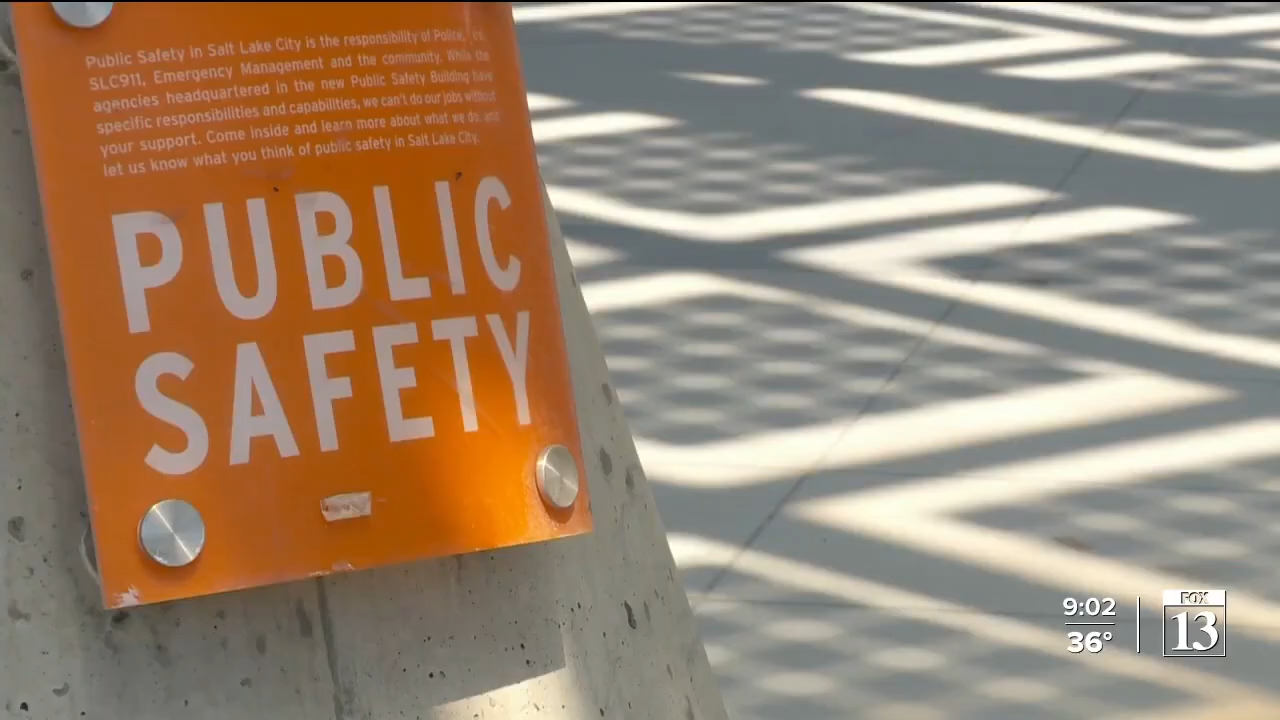 Public Safety in Salt Lake City is the responsibility of Police, Fire,
SLC911, Emergency Management and the community. While the
agencies headquartered in the new Public Safety Building have
specific responsibilities and capabilities, we can't do our jobs without
your support. Come inside and learn more about what we do, and
let us know what you think of public safety in Salt Lake City.
PUBLIC
SAFETY
9:02
36°
FOX
13